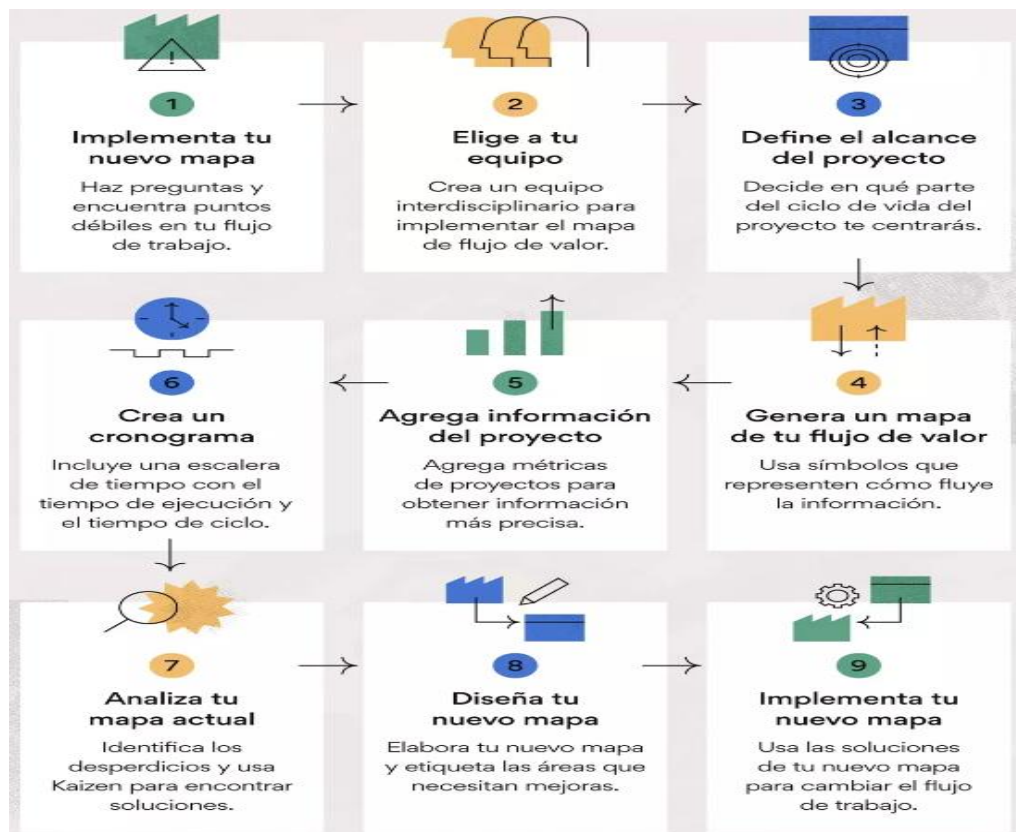 1
Implementa tu
nuevo mapa
Haz preguntas y
encuentra puntos
débiles en tu flujo
de trabajo.
2
Elige a tu
equipo
Crea un equipo
interdisciplinario para
implementar el mapa
de flujo de valor.
3
Define el alcance
del proyecto
Decide en qué parte
del ciclo de vida del
proyecto te centrarás.
4
Genera un mapa
de tu flujo de valor
Usa símbolos que
representen cómo fluye
la información.
5
Agrega información
del proyecto
Agrega métricas
de proyectos para
obtener información
más precisa.
6
Crea un
cronograma
Incluye una escalera
de tiempo con el
tiempo de ejecución y
el tiempo de ciclo.
7
Analiza tu
mapa actual
Identifica los
desperdicios y usa
Kaizen para encontrar
soluciones.
8
Diseña tu
nuevo mapa
Elabora tu nuevo mapa
y etiqueta las áreas que
necesitan mejoras.
9
Implementa tu
nuevo mapa
Usa las soluciones
de tu nuevo mapa
para cambiar el flujo
de trabajo.